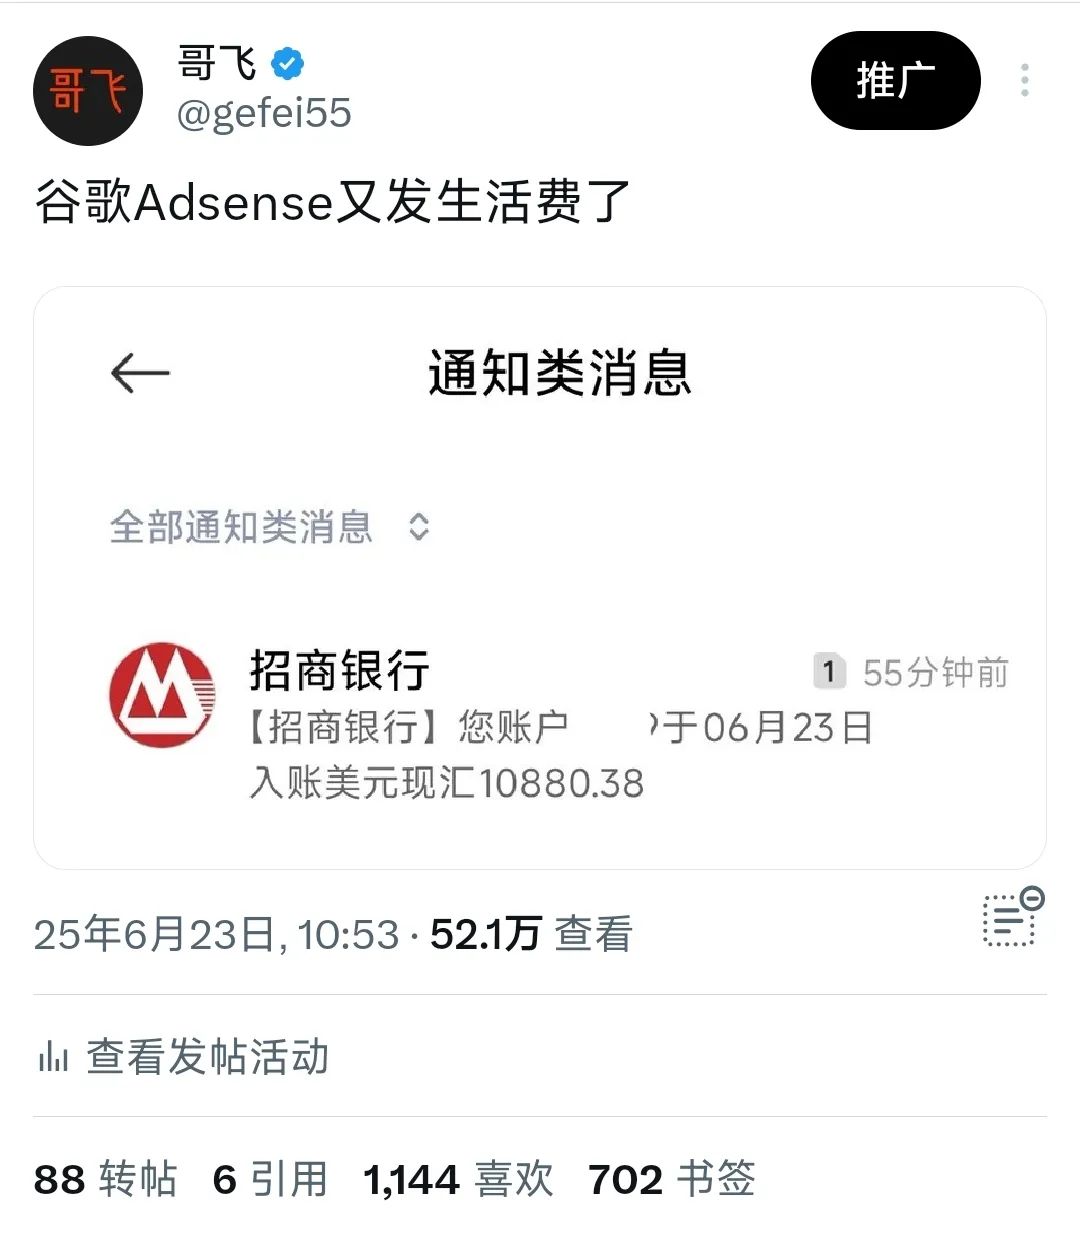 哥飞
哥飞
@gefei55
推广
谷歌Adsense又发生活费了
通知类消息
全部通知类消息
招商银行
1 55分钟前
【招商银行】您账户 于06月23日
入账美元现汇10880.38
25年6月23日, 10:53 · 52.1万 查看
查看发帖活动
88 转帖 6 引用 1,144 喜欢 702 书签